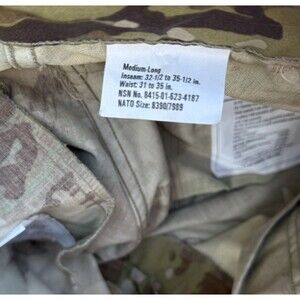 Medium-Long
Inseam: 32-1/2 to 35-1/2 in.
Waist: 31 to 35 in.
NSN No. 8415-01-623-4187
NATO Size: 8390/7989